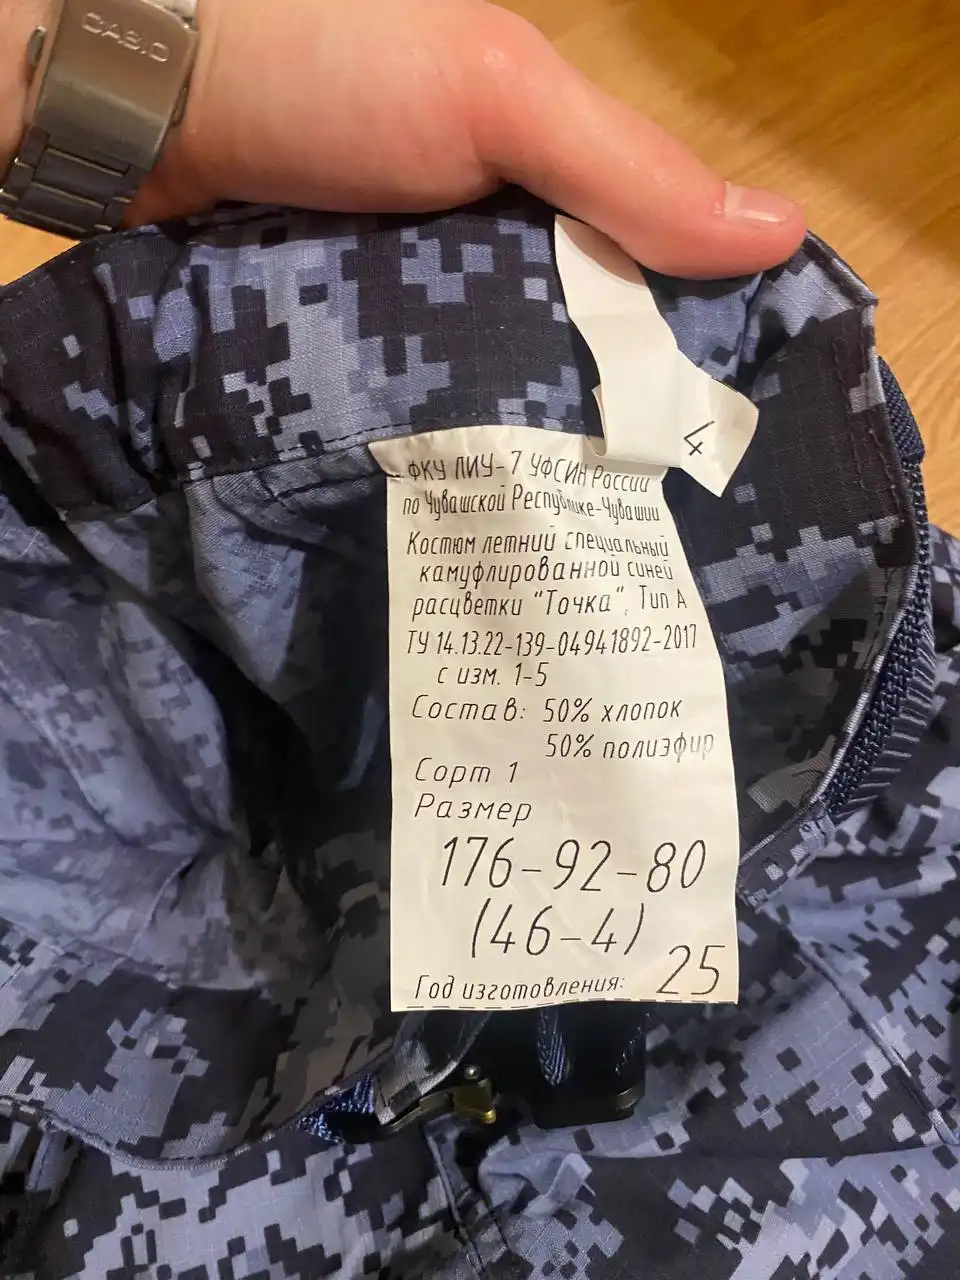 CASIO
4
ФКУ ЛИУ-7 УФСИН России
по Чувашской Республике-Чувашии
Костюм летний специальный
камуфлированной синей
расцветки "Точка", Тип А
ТУ 14.13.22-139-04941892-2017
с изм. 1-5
Состав: 50% хлопок
50% полиэфир
Сорт 1
Размер
176-92-80
(46-4)
Год изготовления: 25